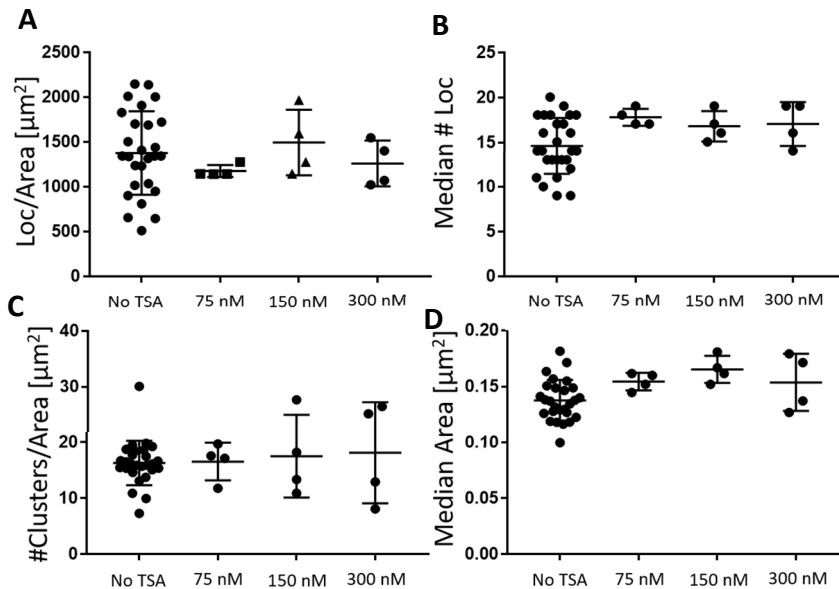 A
Loc/Area [µm²]
2500
2000
1500
1000
500
0
No TSA 75 nM 150 nM 300 nM
B
Median # Loc
25
20
15
10
5
0
No TSA 75 nM 150 nM 300 nM
C
#Clusters/Area [µm²]
40
30
20
10
0
No TSA 75 nM 150 nM 300 nM
D
Median Area [µm²]
0.20
0.15
0.10
0.05
0.00
No TSA 75 nM 150 nM 300 nM